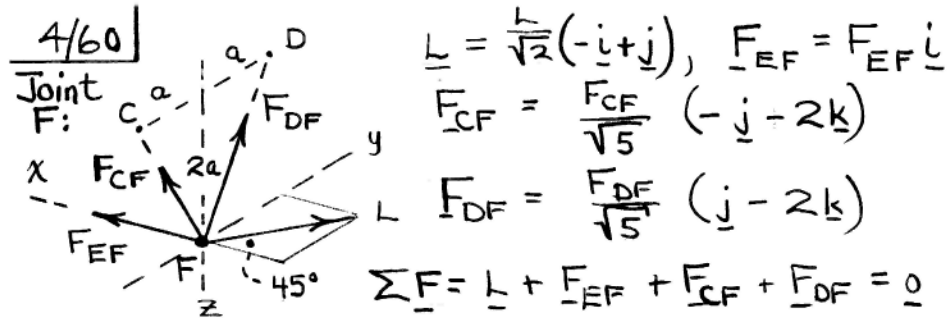 4/60
Joint
F:
a
a
D
C
F_CF
2a
F_DF
x
y
F_EF
F
L
45°
z
L = L/√2 (-i + j), F_EF = F_EF i
F_CF = F_CF/√5 (-j - 2k)
F_DF = F_DF/√5 (j - 2k)
ΣF = L + F_EF + F_CF + F_DF = 0